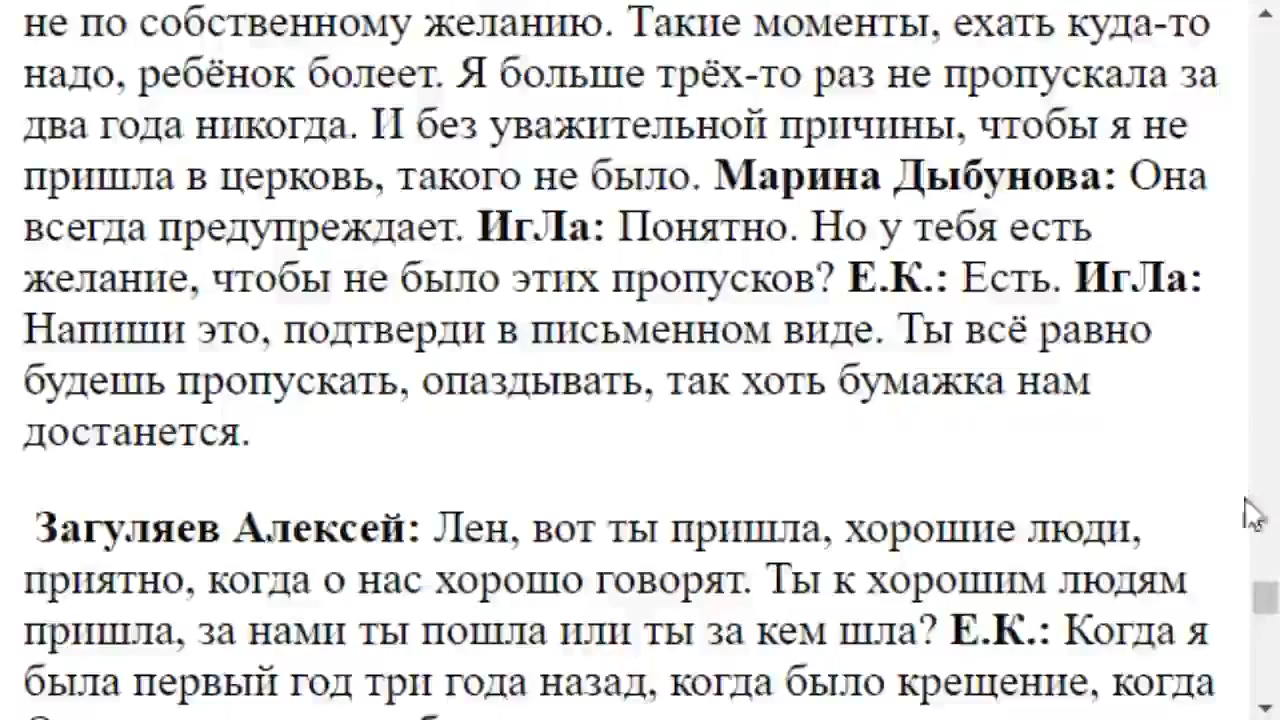 не по собственному желанию. Такие моменты, ехать куда-то
надо, ребёнок болеет. Я больше трёх-то раз не пропускала за
два года никогда. И без уважительной причины, чтобы я не
пришла в церковь, такого не было. Марина Дыбунова: Она
всегда предупреждает. ИгЛа: Понятно. Но у тебя есть
желание, чтобы не было этих пропусков? Е.К.: Есть. ИгЛа:
Напиши это, подтверди в письменном виде. Ты всё равно
будешь пропускать, опаздывать, так хоть бумажка нам
достанется.
Загуляев Алексей: Лен, вот ты пришла, хорошие люди,
приятно, когда о нас хорошо говорят. Ты к хорошим людям
пришла, за нами ты пошла или ты за кем шла? Е.К.: Когда я
была первый год три года назад, когда было крещение, когда